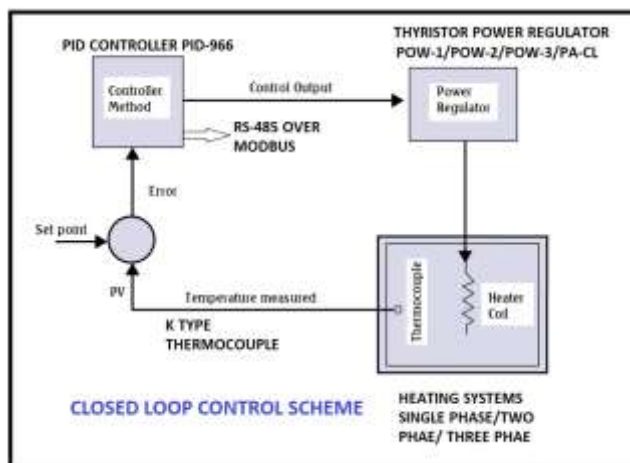 PID CONTROLLER PID-966
THYRISTOR POWER REGULATOR
POW-1/POW-2/POW-3/PA-CL
Controller
Method
Control Output
Power
Regulator
RS-485 OVER
MODBUS
Error
Set point
PV
Temperature measured
K TYPE
THERMOCOUPLE
Thermocouple
Heater
Coil
CLOSED LOOP CONTROL SCHEME
HEATING SYSTEMS
SINGLE PHASE/TWO
PHAE/ THREE PHAE